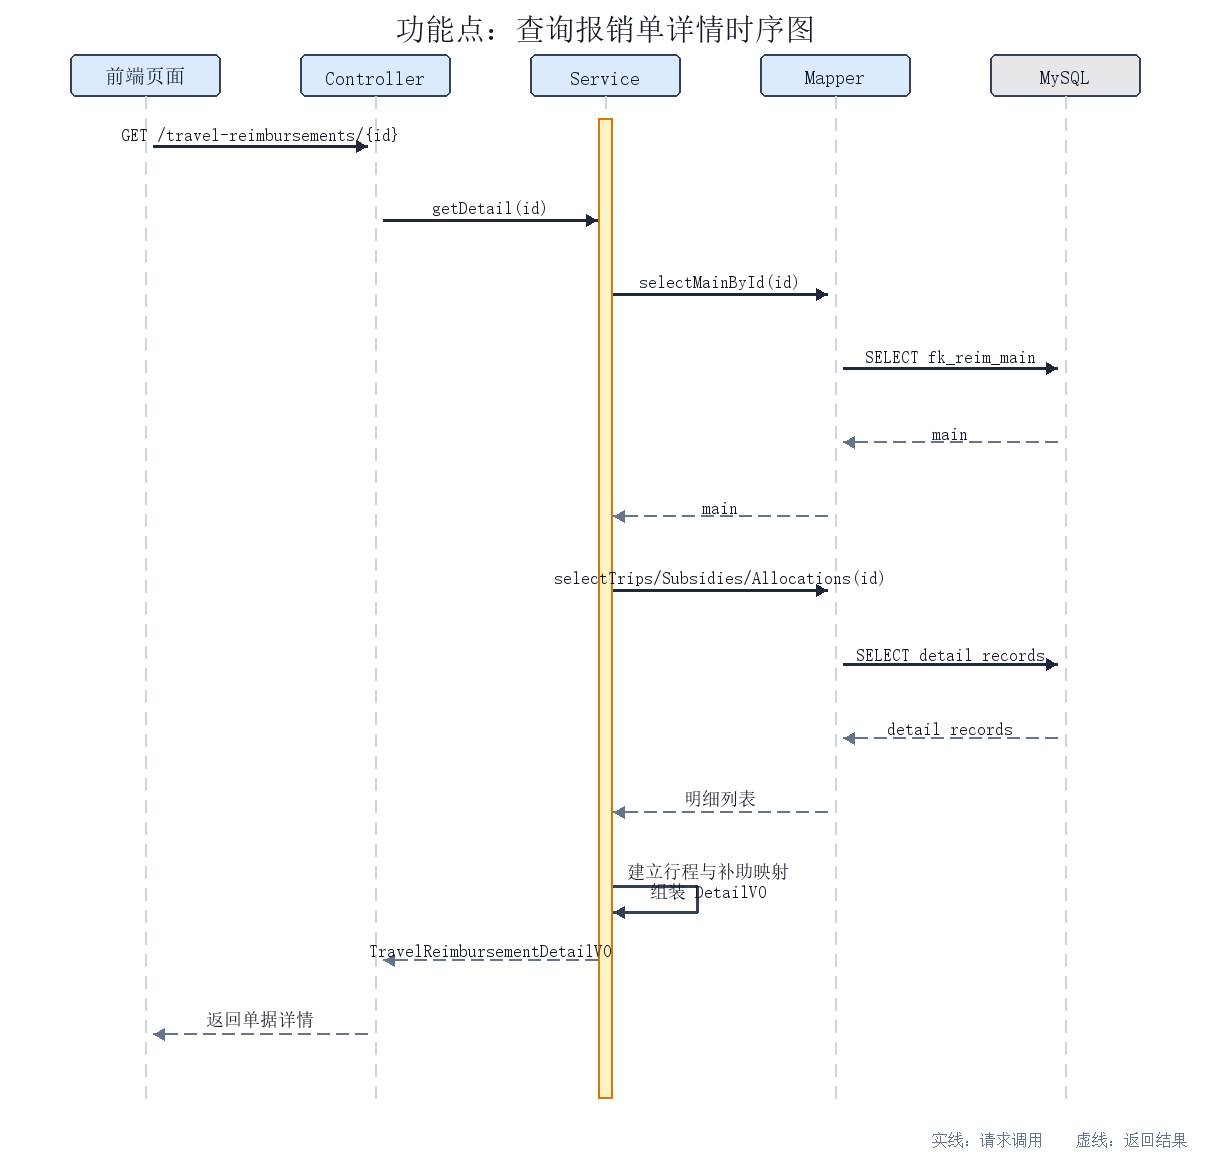 功能点：查询报销单详情时序图
前端页面
Controller
Service
Mapper
MySQL
GET /travel-reimbursements/{id}
getDetail(id)
selectMainById(id)
SELECT fk_reim_main
main
main
selectTrips/Subsidies/Allocations(id)
SELECT detail records
detail records
明细列表
建立行程与补助映射
组装 DetailVO
TravelReimbursementDetailVO
返回单据详情
实线：请求调用 虚线：返回结果